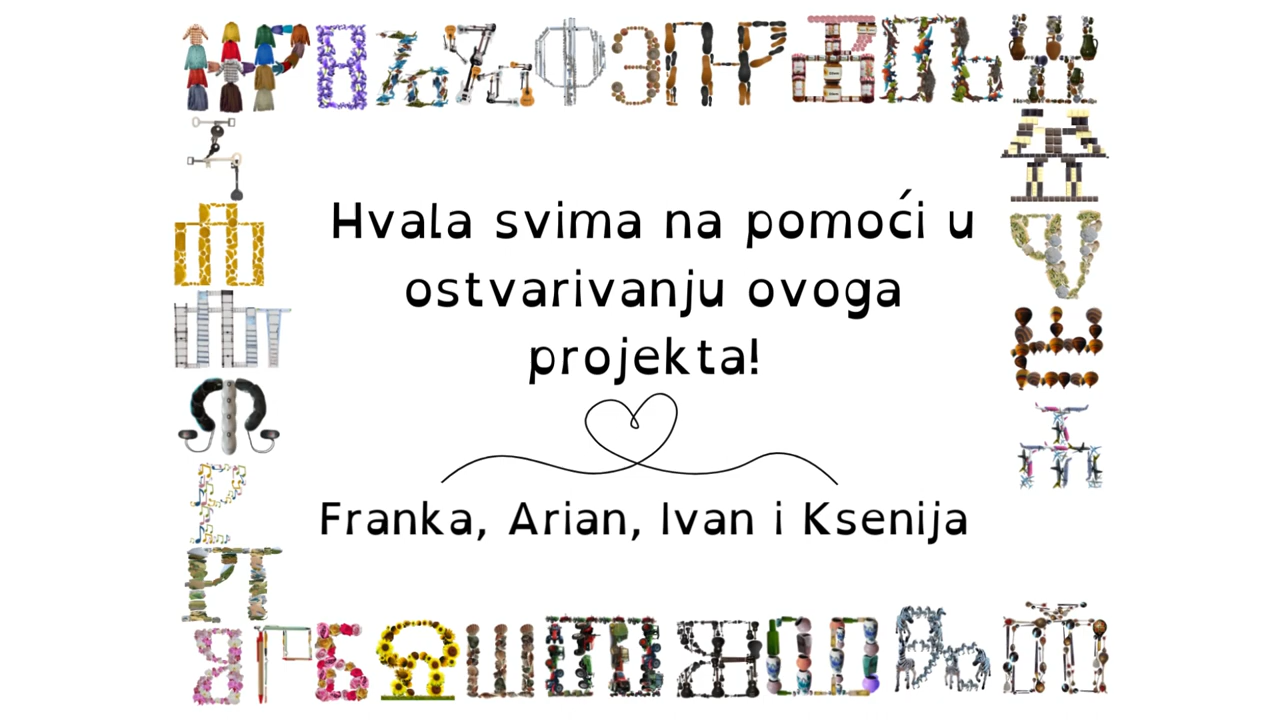 Hvala svima na pomoći u
ostvarivanju ovoga
projekta!
Franka, Arian, Ivan i Ksenija